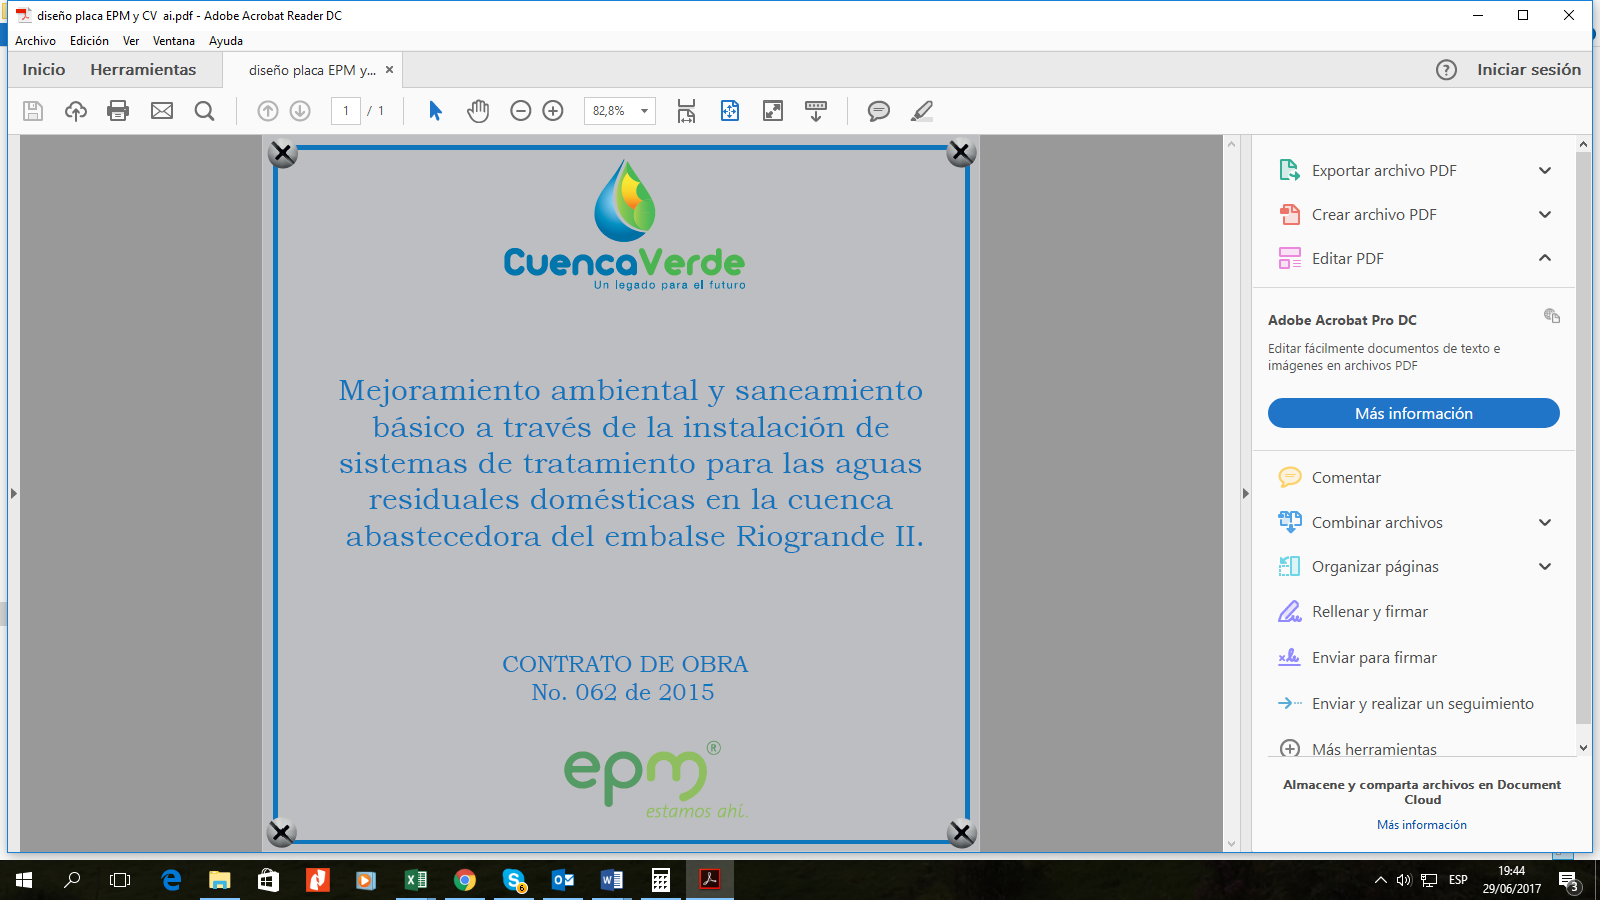 diseño placa EPM y CV  ai.pdf - Adobe Acrobat Reader DC
Archivo Edición Ver Ventana Ayuda
Inicio Herramientas diseño placa EPM y... × ? Iniciar sesión
1 / 1 82,8%
CuencaVerde
Un legado para el futuro
Mejoramiento ambiental y saneamiento
básico a través de la instalación de
sistemas de tratamiento para las aguas
residuales domésticas en la cuenca
abastecedora del embalse Riogrande II.
CONTRATO DE OBRA
No. 062 de 2015
epm®
estamos ahí.
Exportar archivo PDF
Crear archivo PDF
Editar PDF
Adobe Acrobat Pro DC
Editar fácilmente documentos de texto e
imágenes en archivos PDF
Más información
Comentar
Combinar archivos
Organizar páginas
Rellenar y firmar
Enviar para firmar
Enviar y realizar un seguimiento
Más herramientas
Almacene y comparta archivos en Document
Cloud
Más información
6
ESP
19:44
29/06/2017
3